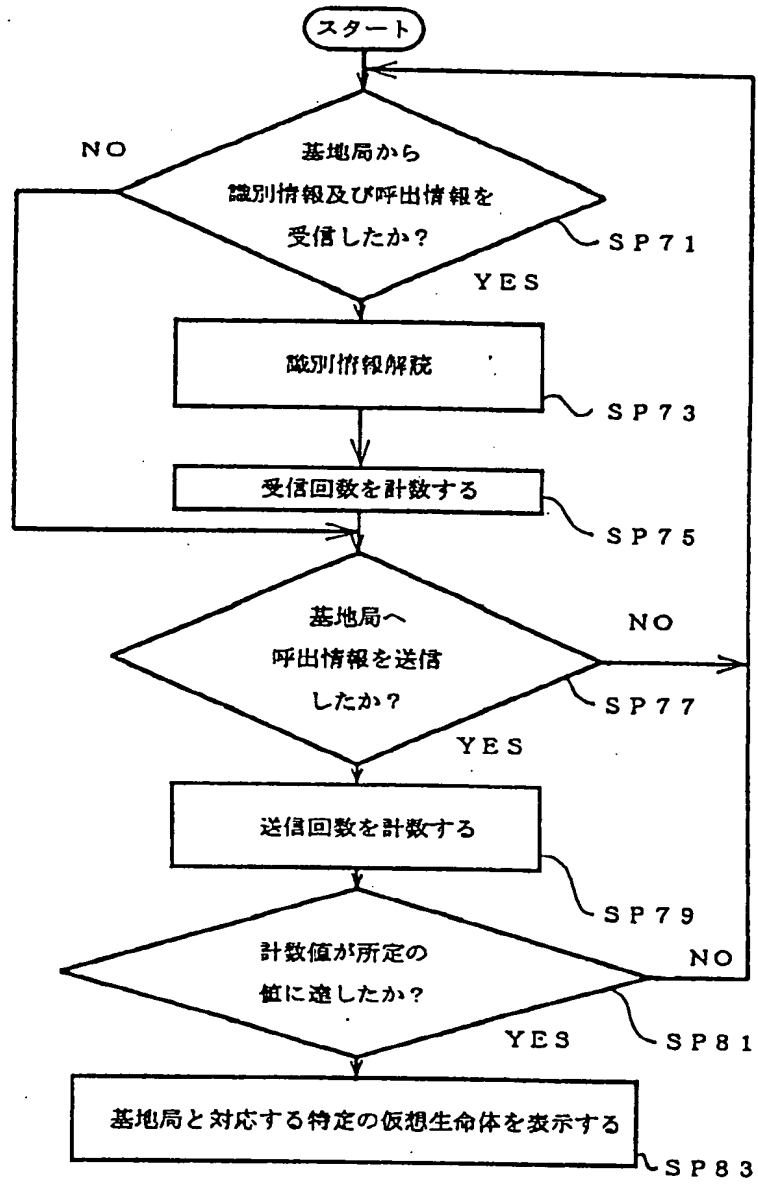 スタート
NO
基地局から
識別情報及び呼出情報を
受信したか?
SP71
YES
識別情報解読
SP73
受信回数を計数する
SP75
基地局へ
呼出情報を送信
したか?
NO
SP77
YES
送信回数を計数する
SP79
計数値が所定の
値に達したか?
NO
SP81
YES
基地局と対応する特定の仮想生命体を表示する
SP83